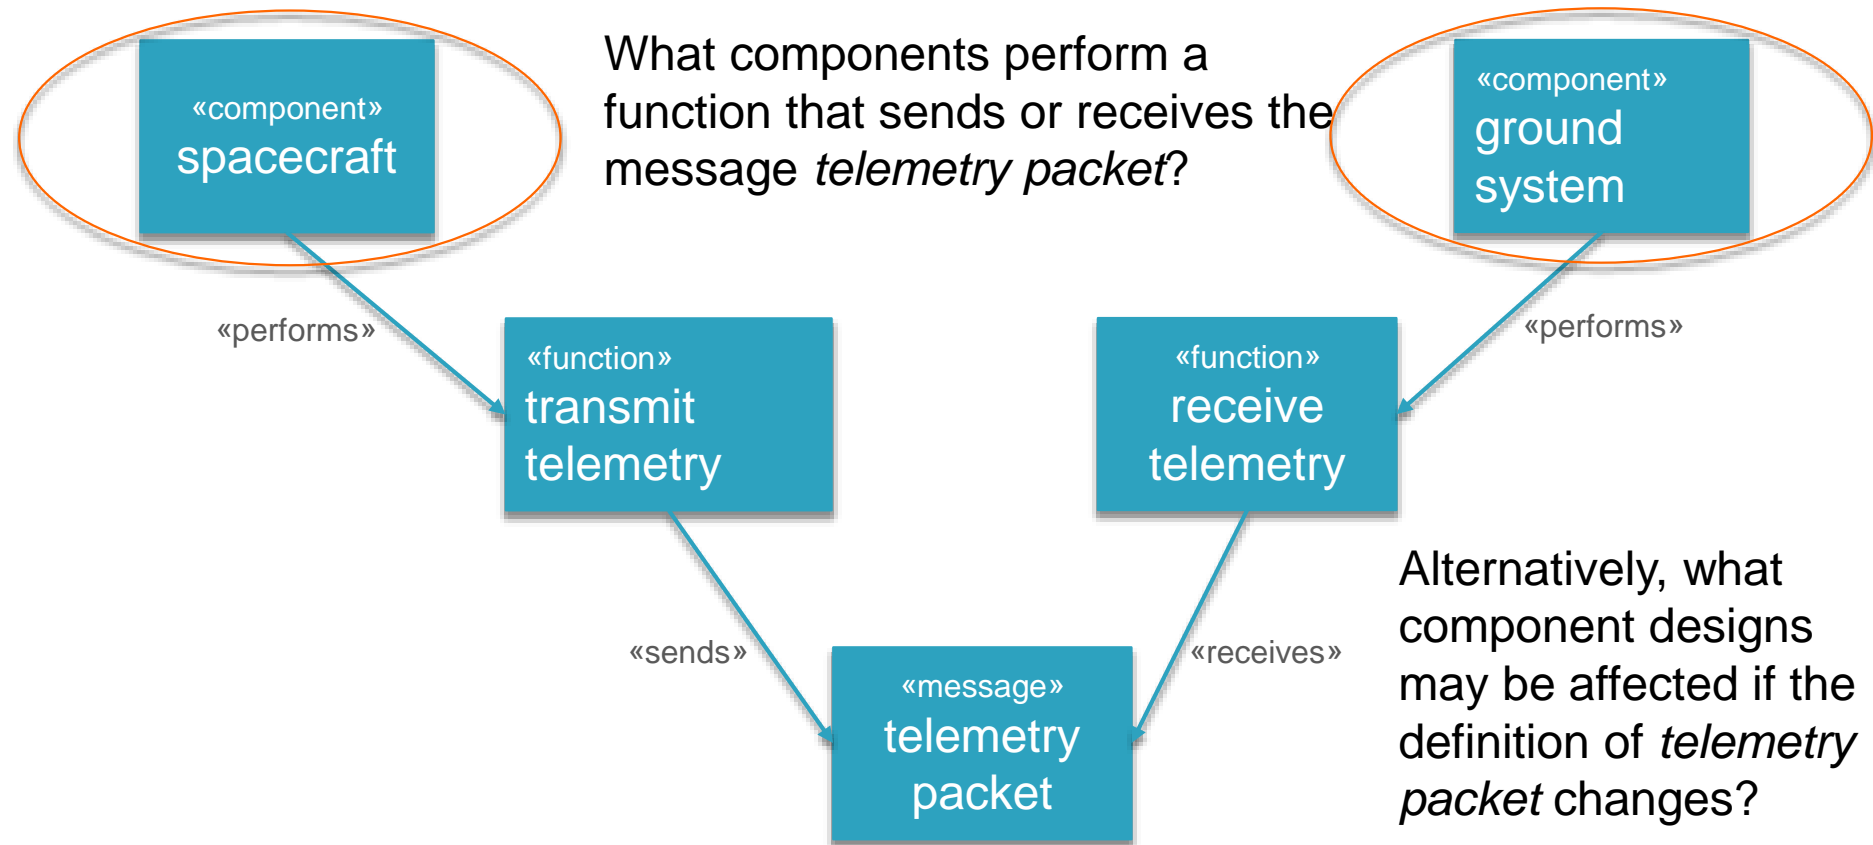 «component»
spacecraft
What components perform a
function that sends or receives the
message telemetry packet?
«component»
ground
system
«performs»
«performs»
«function»
transmit
telemetry
«function»
receive
telemetry
«sends»
«receives»
«message»
telemetry
packet
Alternatively, what
component designs
may be affected if the
definition of telemetry
packet changes?